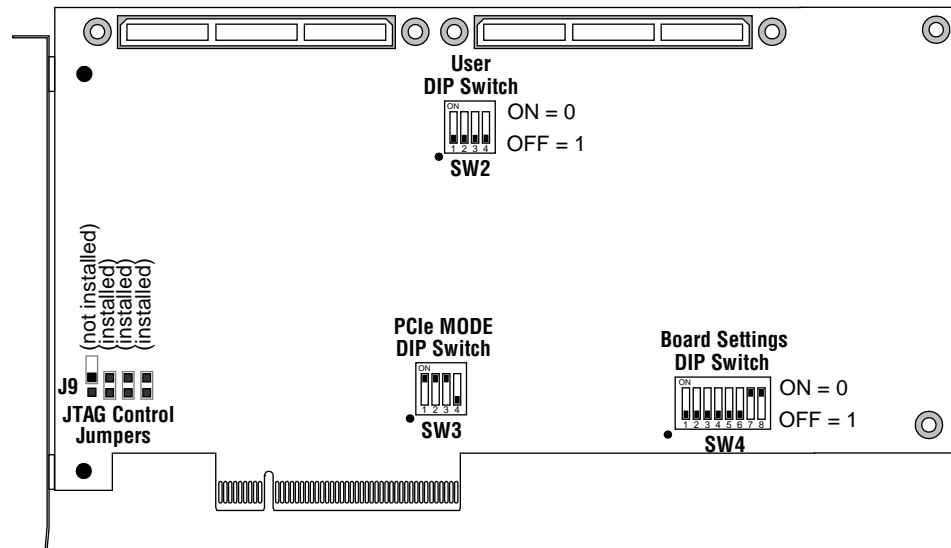 User
DIP Switch
ON
1 2 3 4
ON = 0
OFF = 1
SW2
(not installed)
(installed)
(installed)
(installed)
J9
JTAG Control
Jumpers
PCIe MODE
DIP Switch
ON
1 2 3 4
SW3
Board Settings
DIP Switch
ON
1 2 3 4 5 6 7 8
ON = 0
OFF = 1
SW4